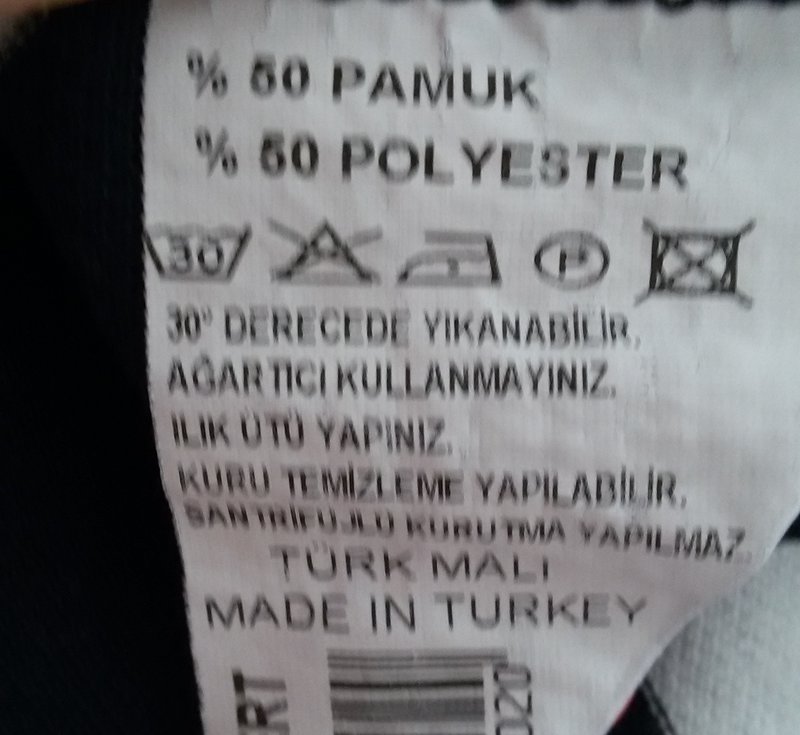 % 50 PAMUK
% 50 POLYESTER
30 P
30° DERECEDE YIKANABİLİR.
AĞARTICI KULLANMAYINIZ.
ILIK ÜTÜ YAPINIZ.
KURU TEMİZLEME YAPILABİLİR.
SANTRİFÜJLÜ KURUTMA YAPILMAZ.
TÜRK MALI
MADE IN TURKEY